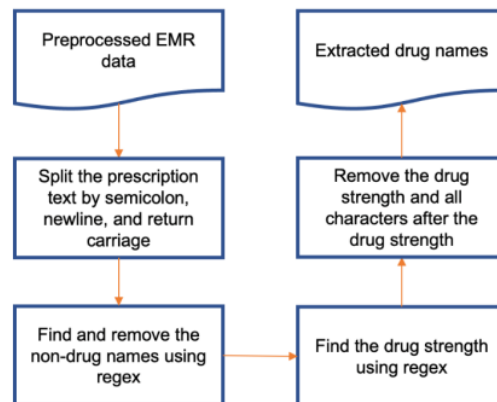 Preprocessed EMR
data
Split the prescription
text by semicolon,
newline, and return
carriage
Find and remove the
non-drug names using
regex
Find the drug strength
using regex
Remove the drug
strength and all
characters after the
drug strength
Extracted drug names